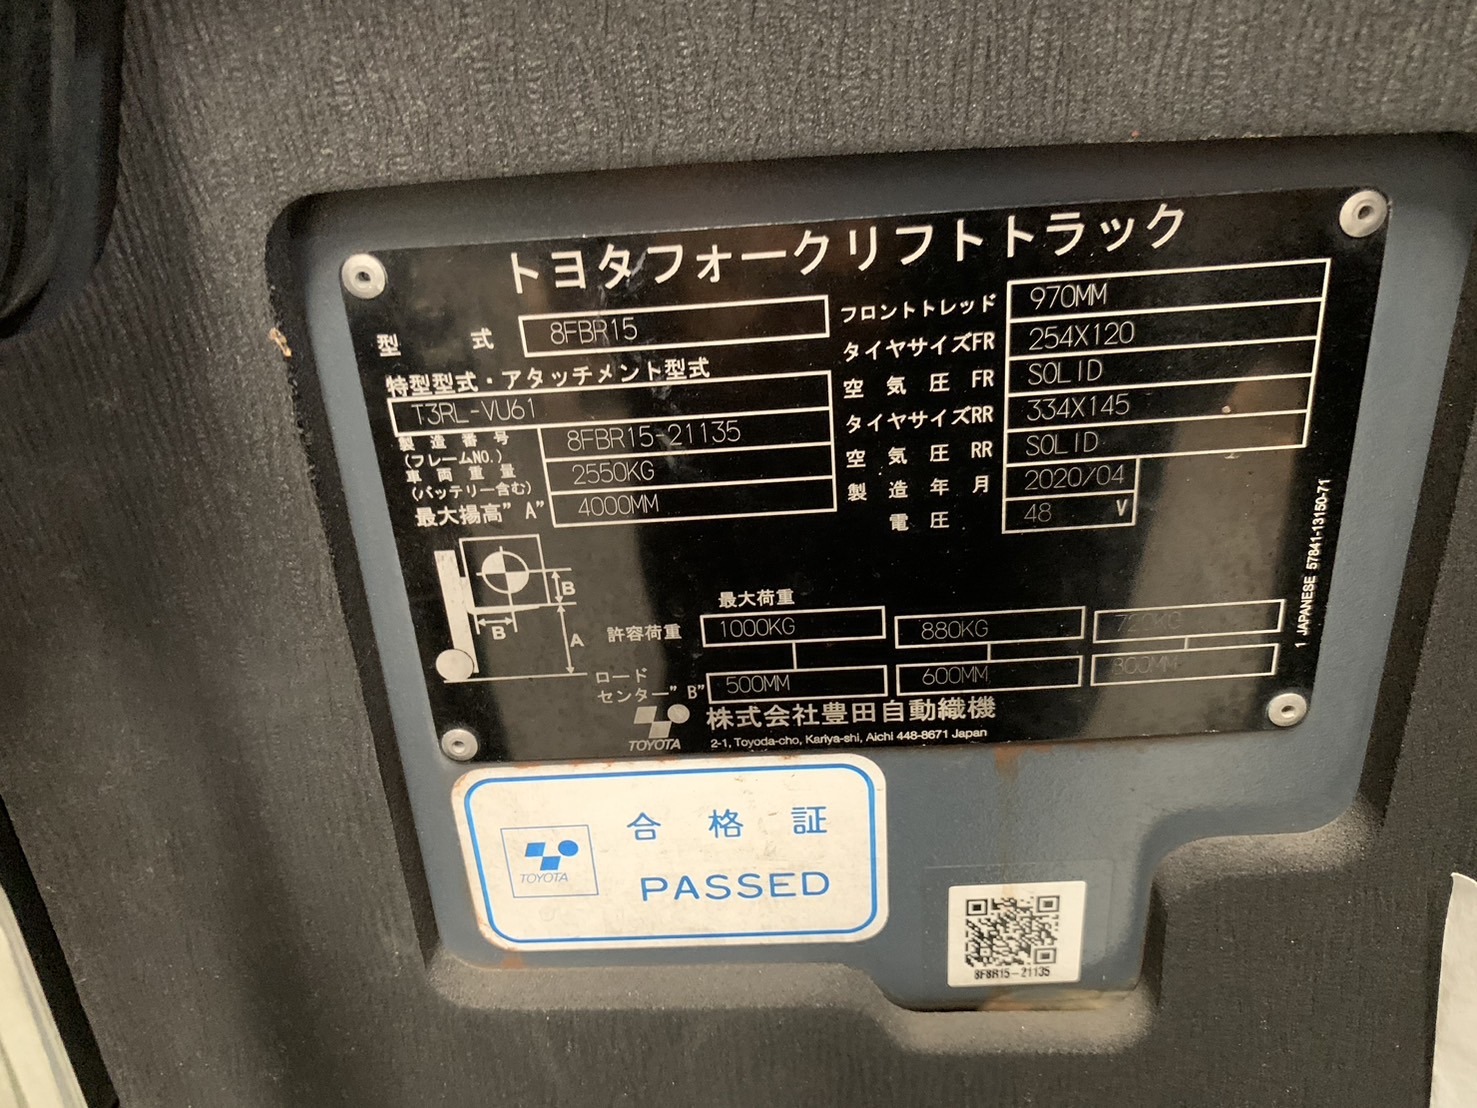 トヨタフォークリフトトラック
型 式 8FBR15
特型型式・アタッチメント型式
T3RL-VU61
製造番号 8FBR15-21135
(フレームNO.)
車両重量 2550KG
(バッテリー含む)
最大揚高"A" 4000MM
フロントトレッド 970MM
タイヤサイズFR 254X120
空気圧 FR SOLID
タイヤサイズRR 334X145
空気圧 RR SOLID
製造年月 2020/04
電圧 48 V
B
B
A
最大荷重
許容荷重 1000KG 880KG
ロード
センター"B" 500MM 600MM 800MM
TOYOTA
株式会社豊田自動織機
2-1, Toyoda-cho, Kariya-shi, Aichi 448-8671 Japan
1 JAPANESE 57841-13150-71
TOYOTA
合格証
PASSED
8FBR15-21135